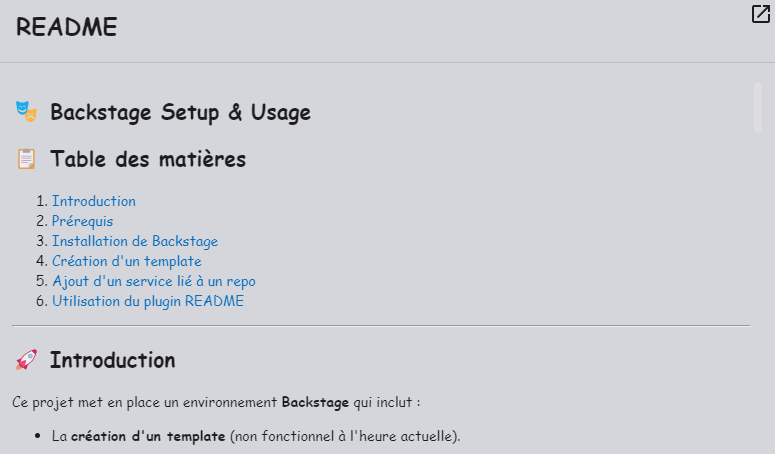 README
Backstage Setup & Usage
Table des matières
1. Introduction
2. Prérequis
3. Installation de Backstage
4. Création d'un template
5. Ajout d'un service lié à un repo
6. Utilisation du plugin README
Introduction
Ce projet met en place un environnement Backstage qui inclut :
• La création d'un template (non fonctionnel à l'heure actuelle).